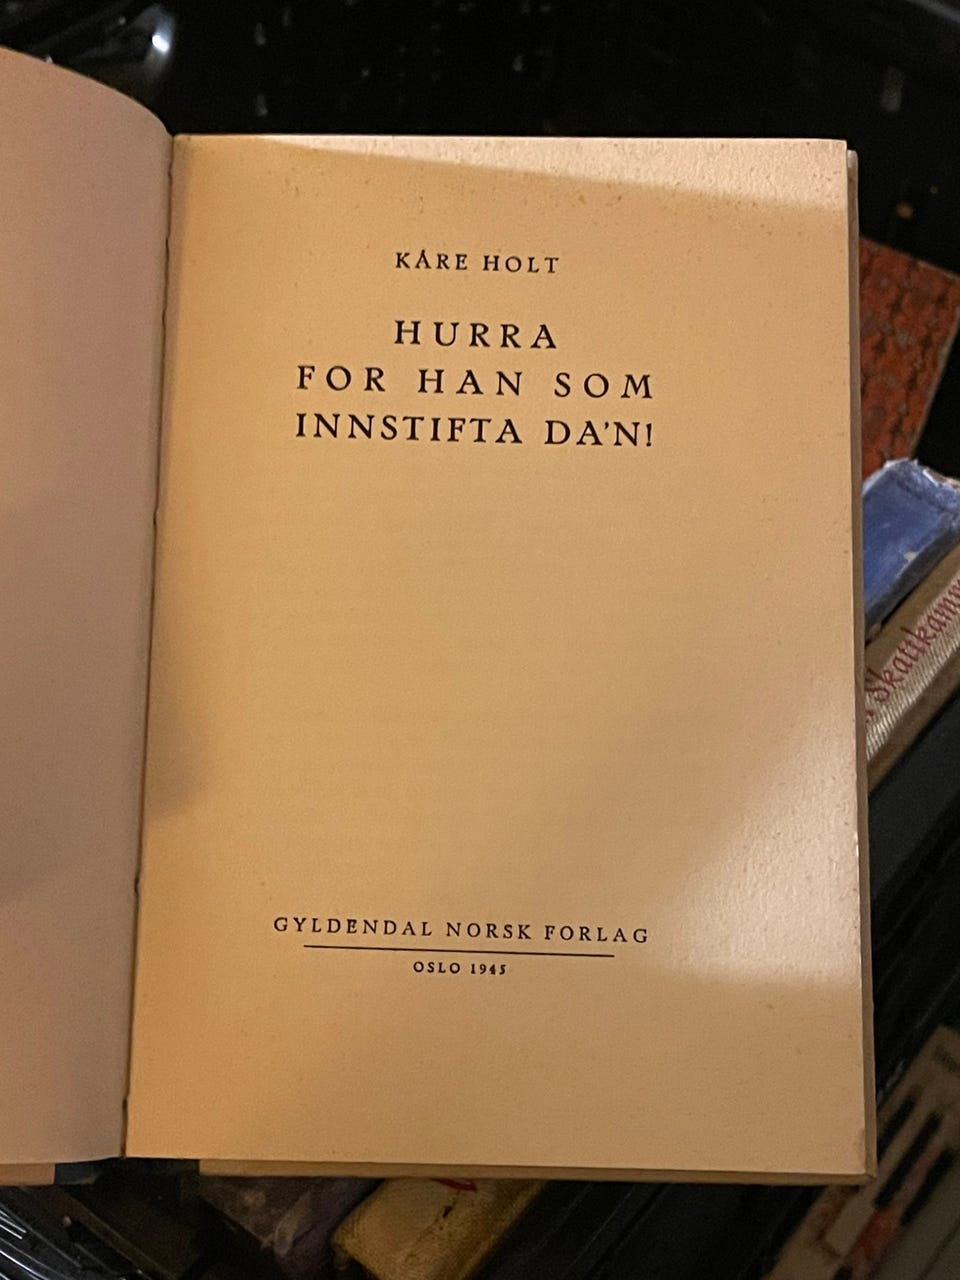 KÅRE HOLT
HURRA
FOR HAN SOM
INNSTIFTA DA'N!
GYLDENDAL NORSK FORLAG
OSLO 1945